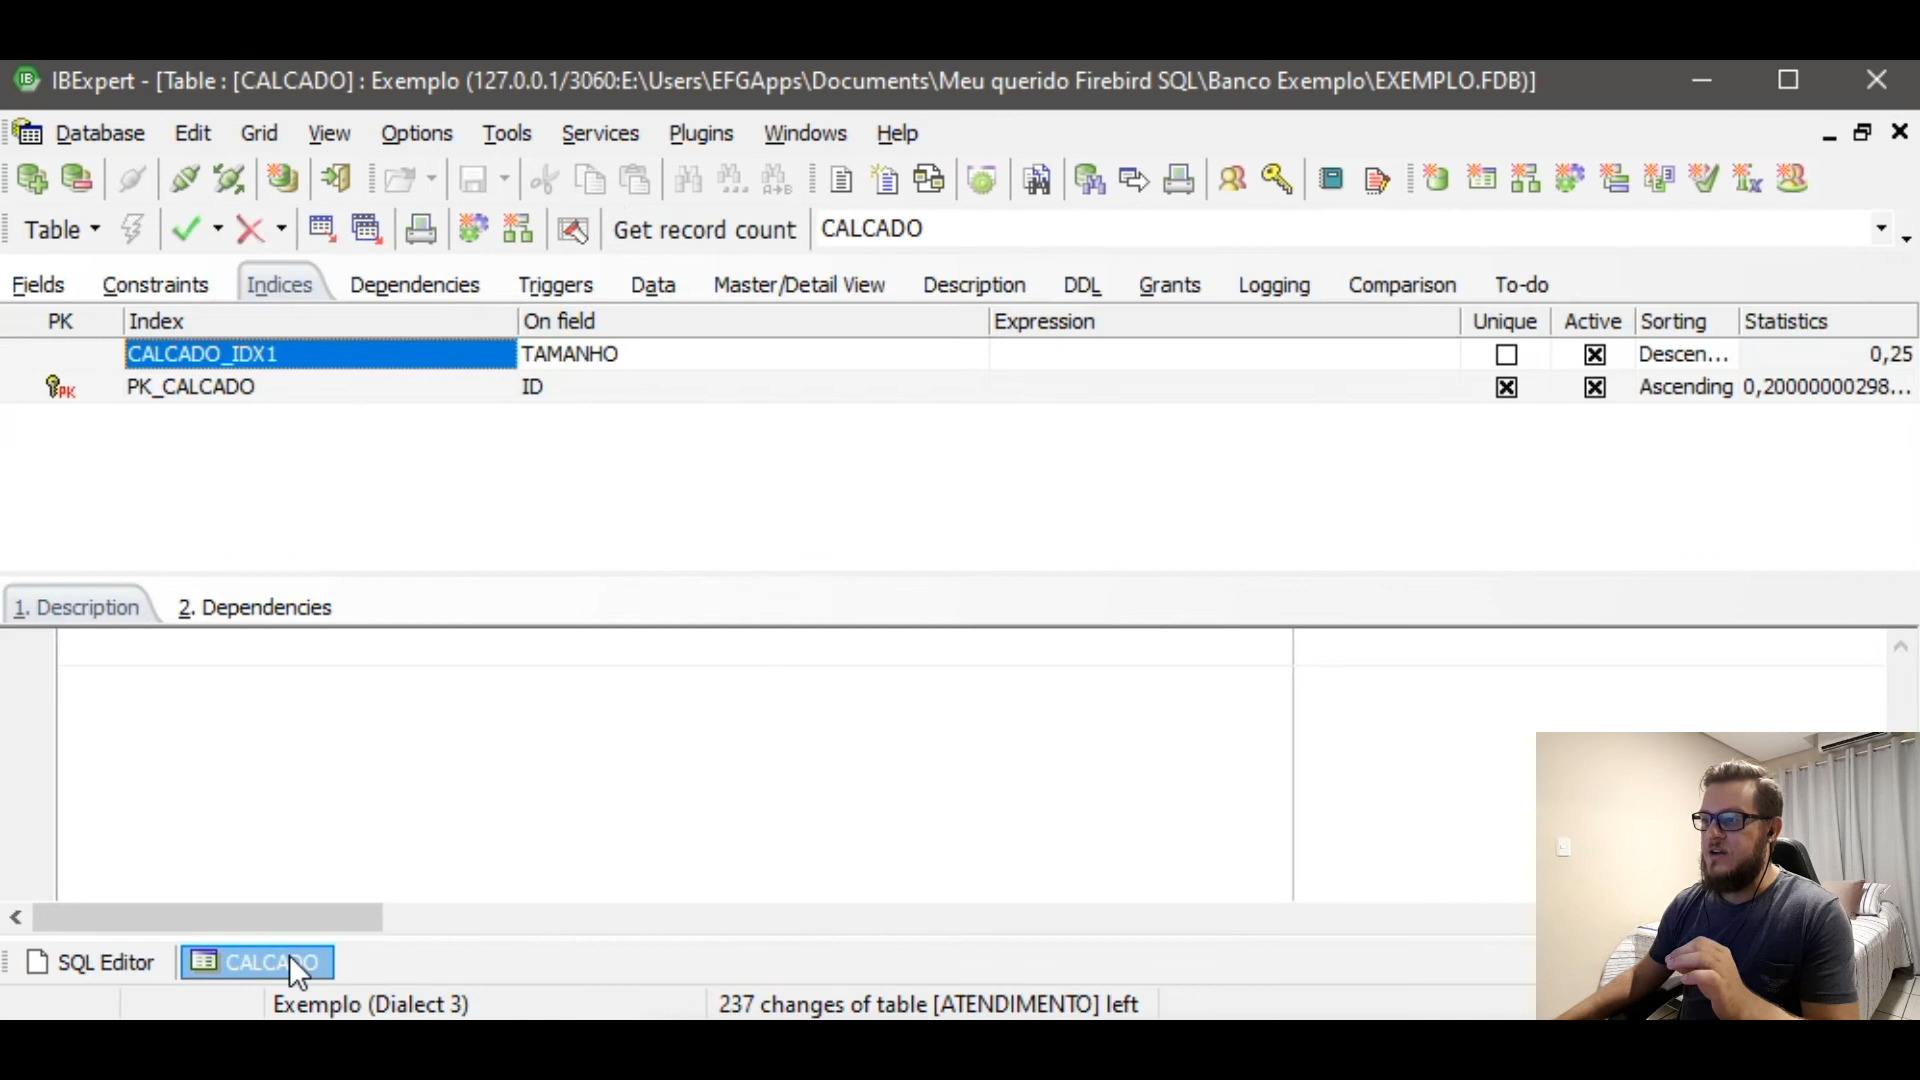 IBExpert - [Table : [CALCADO] : Exemplo (127.0.0.1/3060:E:\Users\EFGApps\Documents\Meu querido Firebird SQL\Banco Exemplo\EXEMPLO.FDB)]
Database Edit Grid View Options Tools Services Plugins Windows Help
Table Get record count CALCADO
Fields Constraints Indices Dependencies Triggers Data Master/Detail View Description DDL Grants Logging Comparison To-do
PK Index On field Expression Unique Active Sorting Statistics
CALCADO_IDX1 TAMANHO Descen... 0,25
PK PK_CALCADO ID Ascending 0,20000000298...
1. Description 2. Dependencies
SQL Editor CALCADO
Exemplo (Dialect 3) 237 changes of table [ATENDIMENTO] left